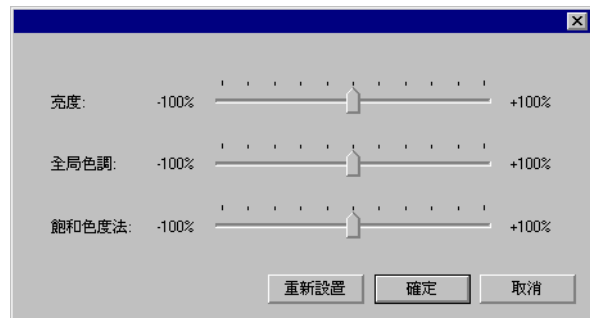 亮度: -100% +100%
全局色調: -100% +100%
飽和色度法: -100% +100%
重新設置 確定 取消